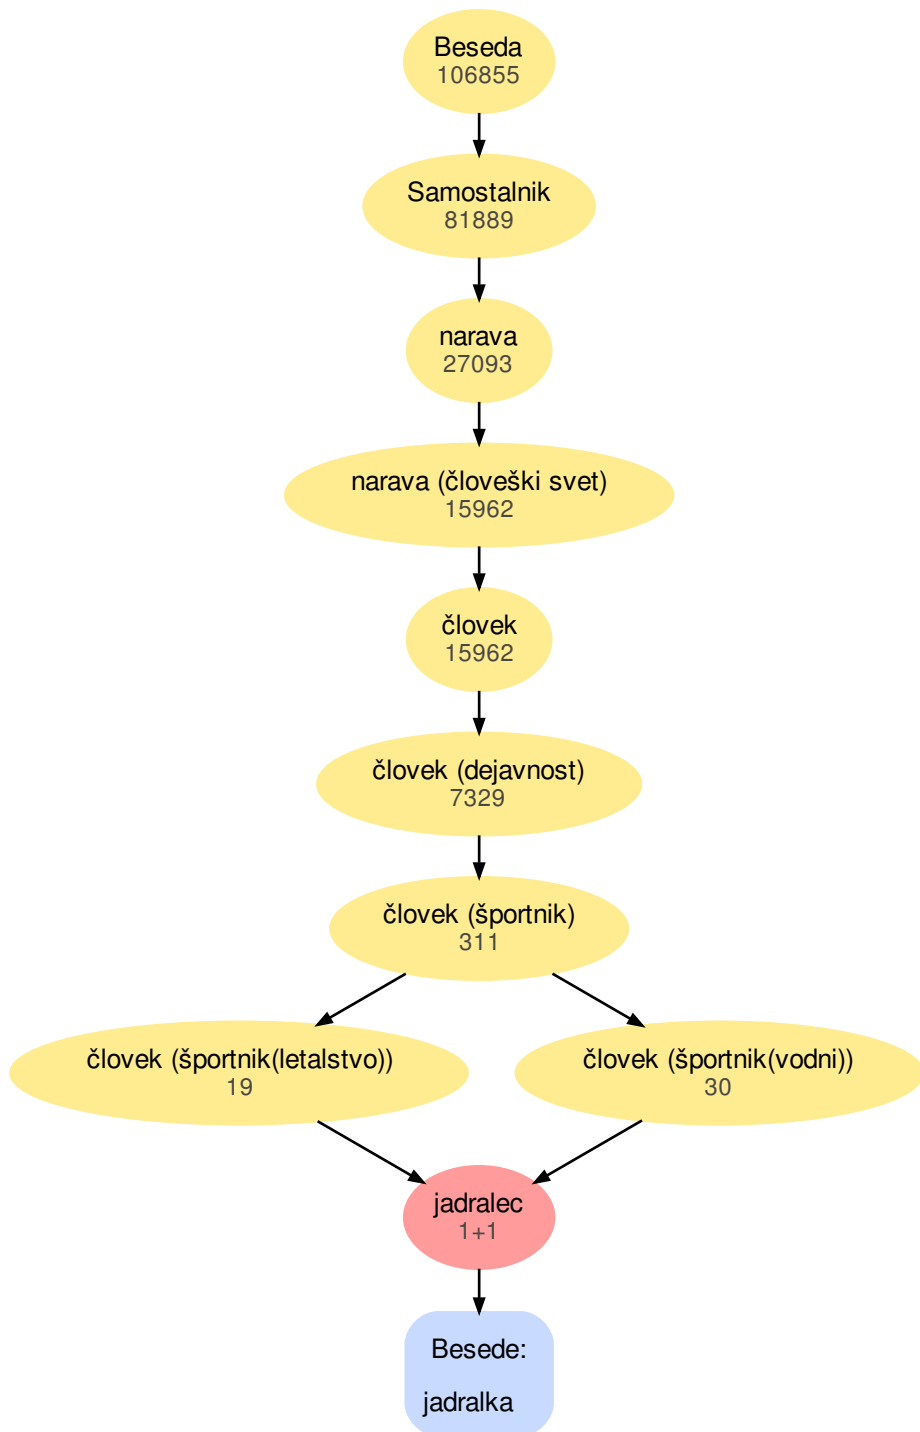 Beseda
106855
Samostalnik
81889
narava
27093
narava (človeški svet)
15962
človek
15962
človek (dejavnost)
7329
človek (športnik)
311
človek (športnik(letalstvo))
19
človek (športnik(vodni))
30
jadralec
1+1
Besede:
jadralka